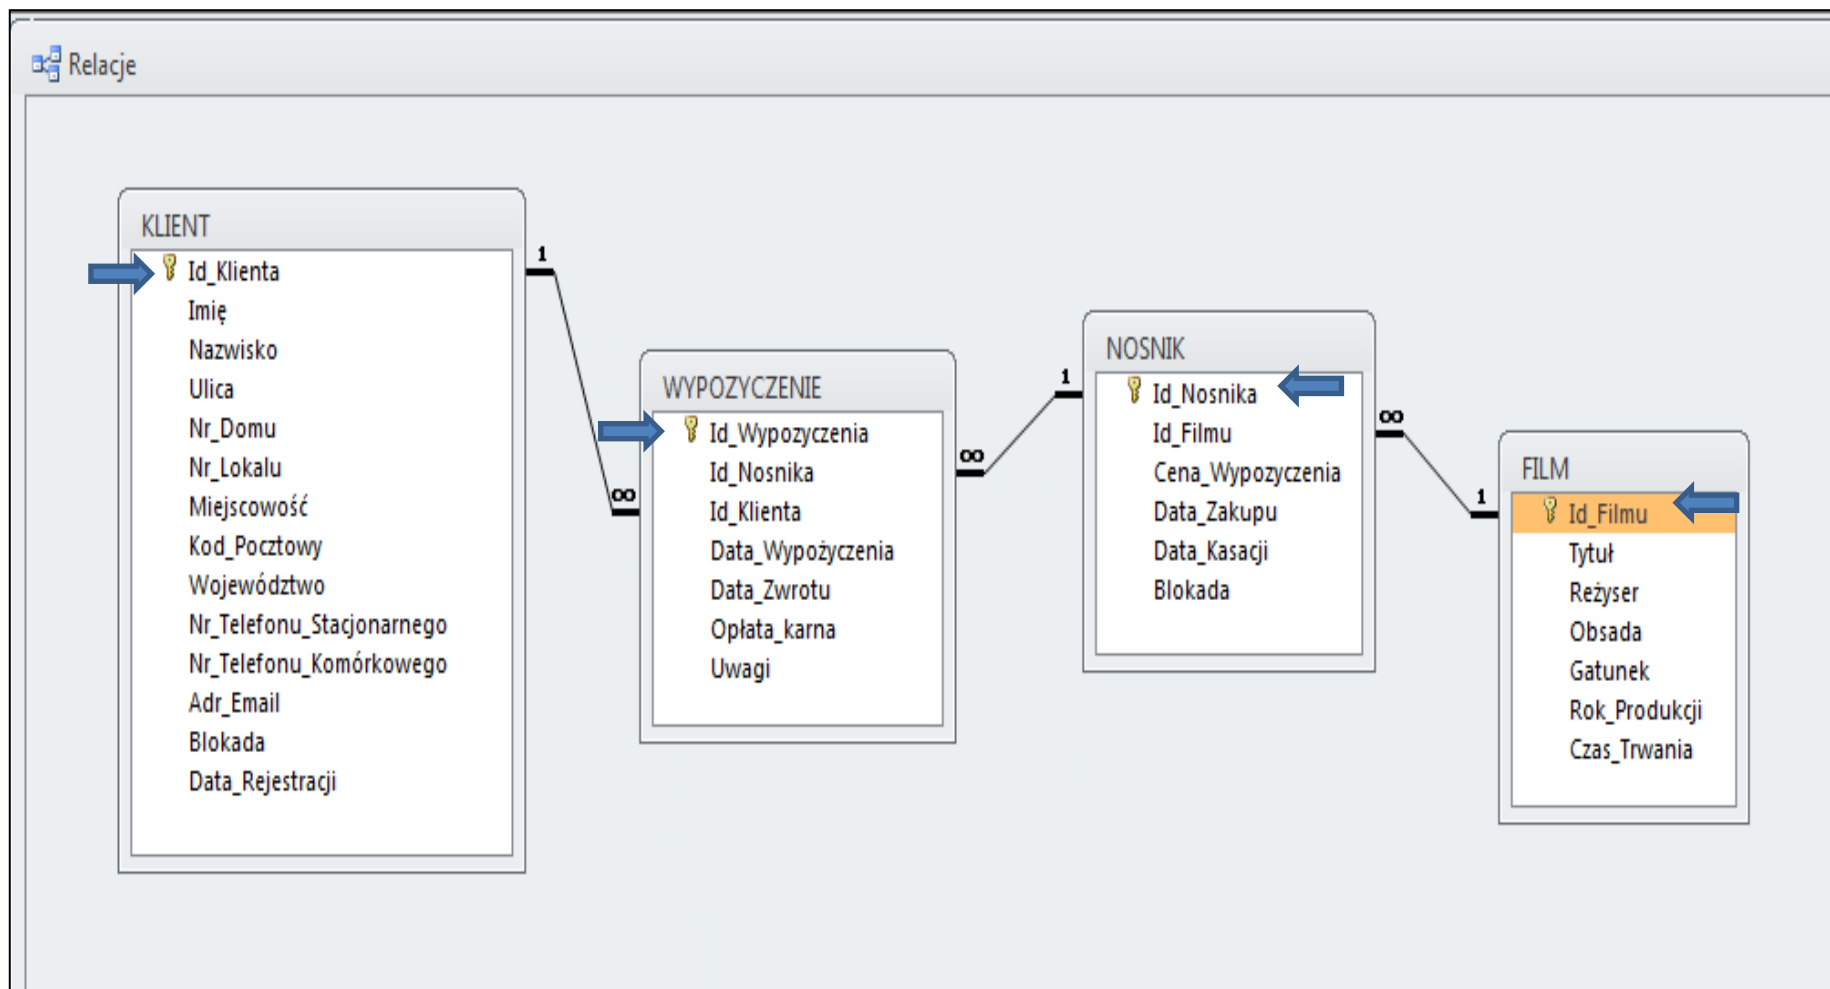 Relacje
KLIENT
Id_Klienta
Imię
Nazwisko
Ulica
Nr_Domu
Nr_Lokalu
Miejscowość
Kod_Pocztowy
Województwo
Nr_Telefonu_Stacjonarnego
Nr_Telefonu_Komórkowego
Adr_Email
Blokada
Data_Rejestracji
1
∞
WYPOZYCZENIE
Id_Wypozyczenia
Id_Nosnika
Id_Klienta
Data_Wypożyczenia
Data_Zwrotu
Opłata_karna
Uwagi
∞
1
NOSNIK
Id_Nosnika
Id_Filmu
Cena_Wypozyczenia
Data_Zakupu
Data_Kasacji
Blokada
∞
1
FILM
Id_Filmu
Tytuł
Reżyser
Obsada
Gatunek
Rok_Produkcji
Czas_Trwania